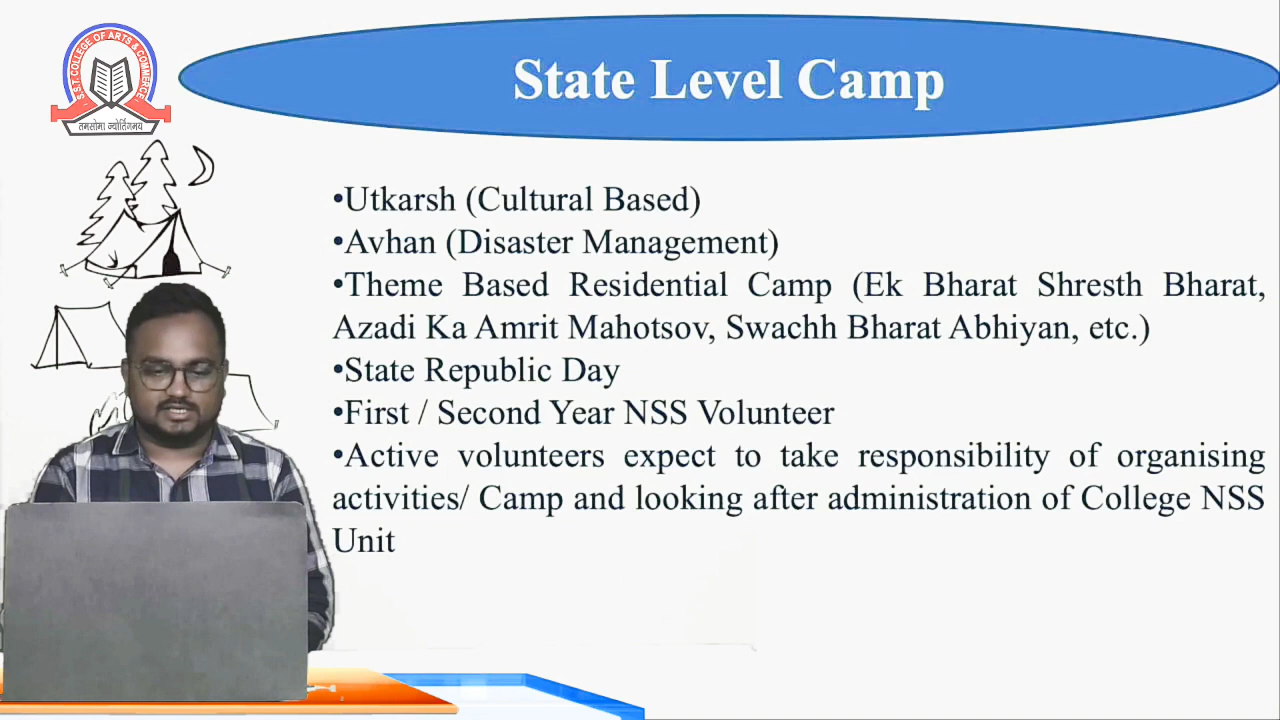 S.S.T. COLLEGE OF ARTS & COMMERCE
तमसोमा ज्योर्तिगमय
State Level Camp
•Utkarsh (Cultural Based)
•Avhan (Disaster Management)
•Theme Based Residential Camp (Ek Bharat Shresth Bharat,
Azadi Ka Amrit Mahotsov, Swachh Bharat Abhiyan, etc.)
•State Republic Day
•First / Second Year NSS Volunteer
•Active volunteers expect to take responsibility of organising
activities/ Camp and looking after administration of College NSS
Unit